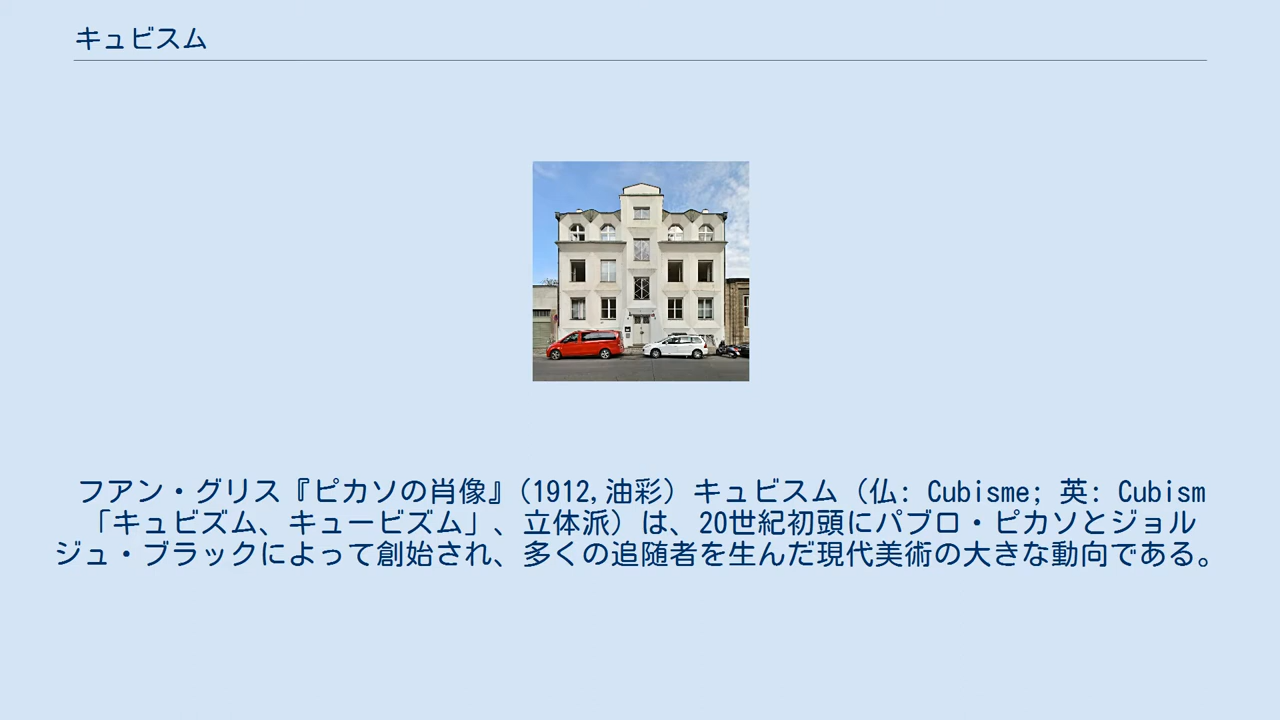 キュビスム
フアン・グリス『ピカソの肖像』(1912,油彩) キュビスム (仏: Cubisme; 英: Cubism
「キュビズム、キュービズム」、立体派) は、20世紀初頭にパブロ・ピカソとジョル
ジュ・ブラックによって創始され、多くの追随者を生んだ現代美術の大きな動向である。